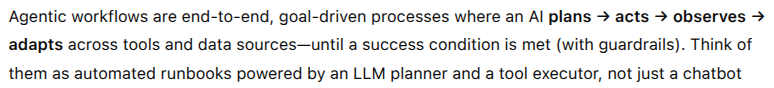 Agentic workflows are end-to-end, goal-driven processes where an AI plans → acts → observes →
adapts across tools and data sources—until a success condition is met (with guardrails). Think of
them as automated runbooks powered by an LLM planner and a tool executor, not just a chatbot